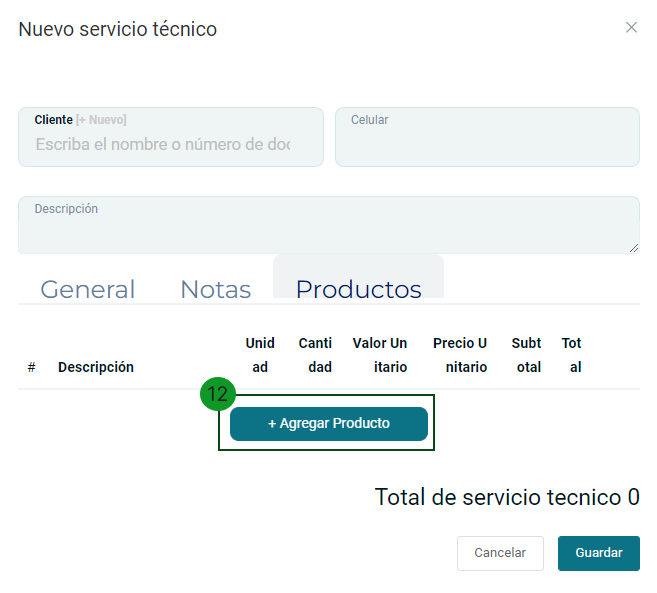 Nuevo servicio técnico
×
Cliente [+ Nuevo]
Celular
Escriba el nombre o número de doc
Descripción
General Notas Productos
# Descripción Unid
ad Canti
dad Valor Un
itario Precio U
nitario Subt
otal Tot
al
12
+ Agregar Producto
Total de servicio tecnico 0
Cancelar Guardar